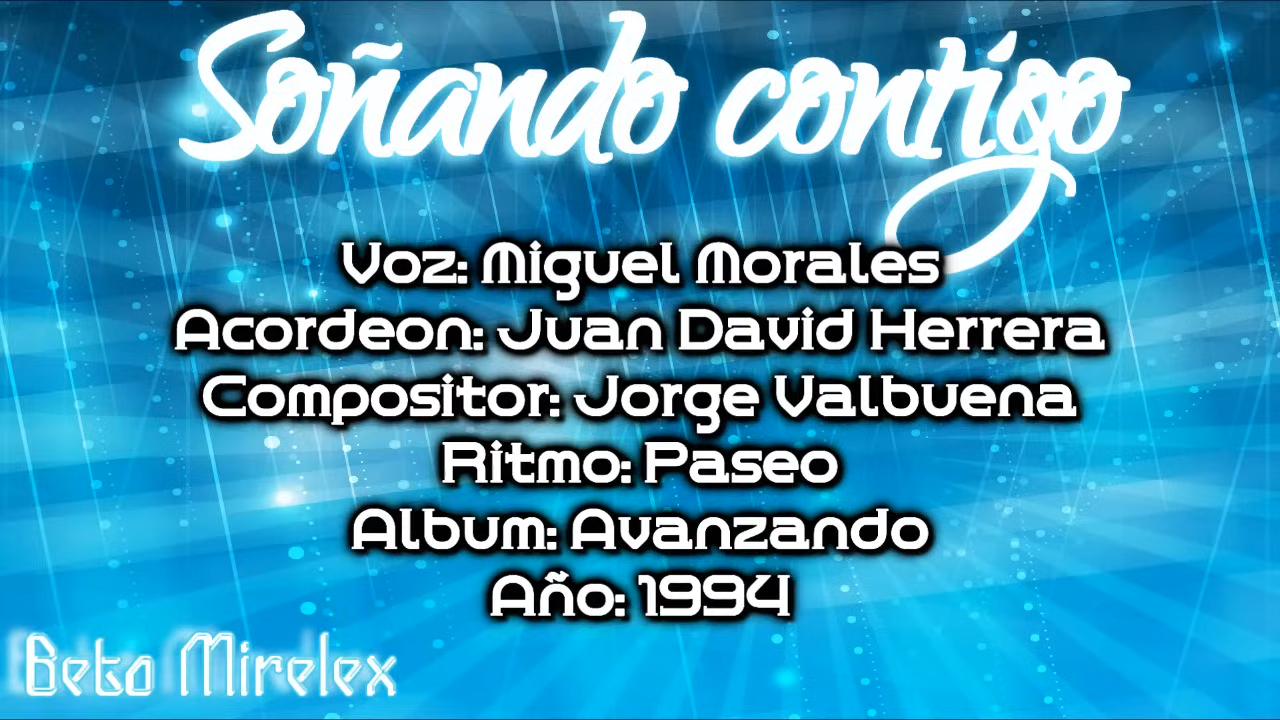 Soñando contigo
Voz: Miguel Morales
Acordeon: Juan David Herrera
Compositor: Jorge Valbuena
Ritmo: Paseo
Album: Avanzando
Año: 1994
Beto Mirelex